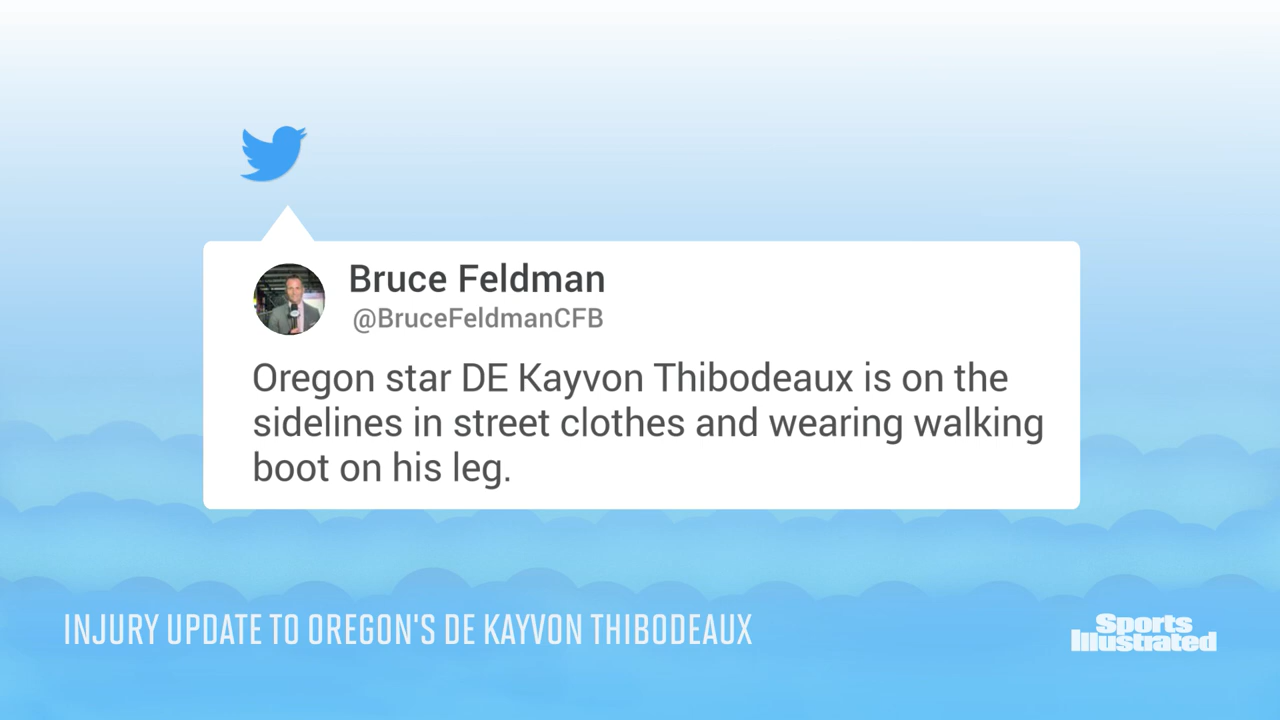 Bruce Feldman
@BruceFeldmanCFB
Oregon star DE Kayvon Thibodeaux is on the
sidelines in street clothes and wearing walking
boot on his leg.
INJURY UPDATE TO OREGON'S DE KAYVON THIBODEAUX
Sports
Illustrated